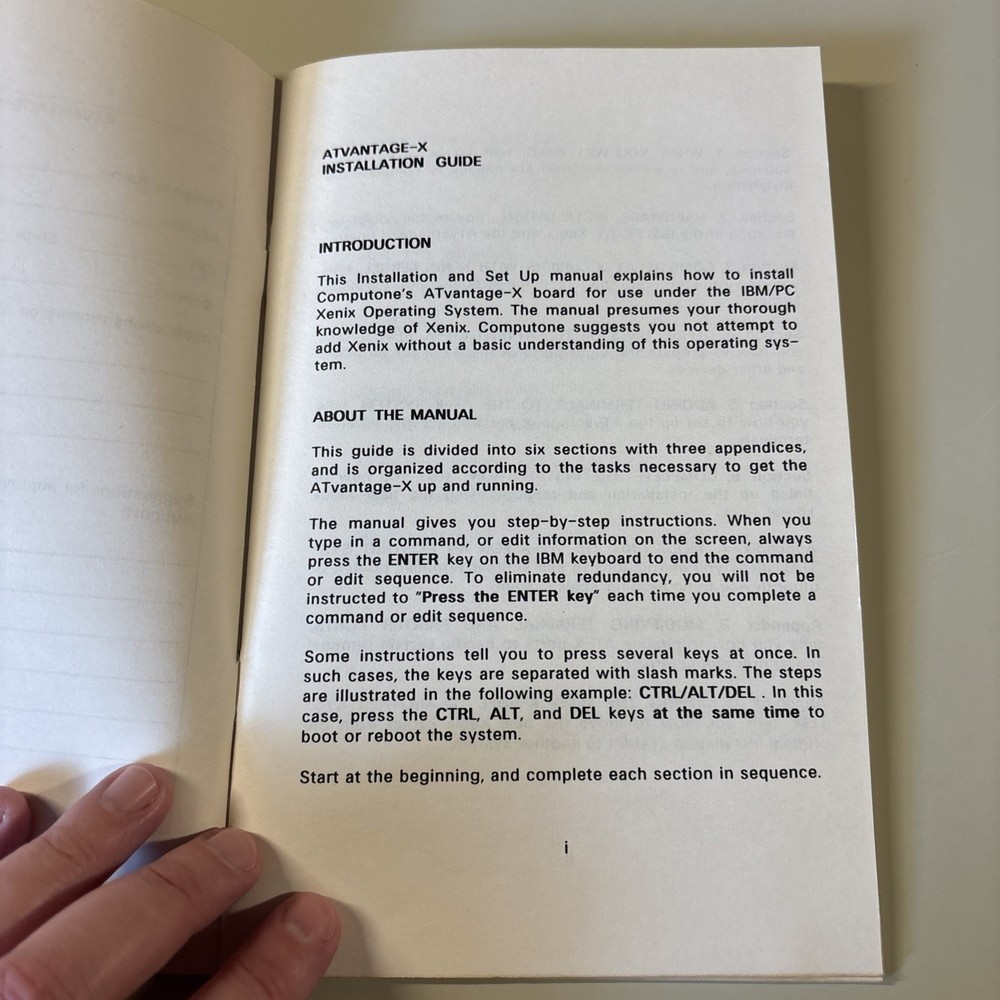 ATVANTAGE-X
INSTALLATION GUIDE
INTRODUCTION
This Installation and Set Up manual explains how to install
Computone's ATvantage-X board for use under the IBM/PC
Xenix Operating System. The manual presumes your thorough
knowledge of Xenix. Computone suggests you not attempt to
add Xenix without a basic understanding of this operating sys-
tem.
ABOUT THE MANUAL
This guide is divided into six sections with three appendices,
and is organized according to the tasks necessary to get the
ATvantage-X up and running.
The manual gives you step-by-step instructions. When you
type in a command, or edit information on the screen, always
press the ENTER key on the IBM keyboard to end the command
or edit sequence. To eliminate redundancy, you will not be
instructed to "Press the ENTER key" each time you complete a
command or edit sequence.
Some instructions tell you to press several keys at once. In
such cases, the keys are separated with slash marks. The steps
are illustrated in the following example: CTRL/ALT/DEL . In this
case, press the CTRL, ALT, and DEL keys at the same time to
boot or reboot the system.
Start at the beginning, and complete each section in sequence.
i